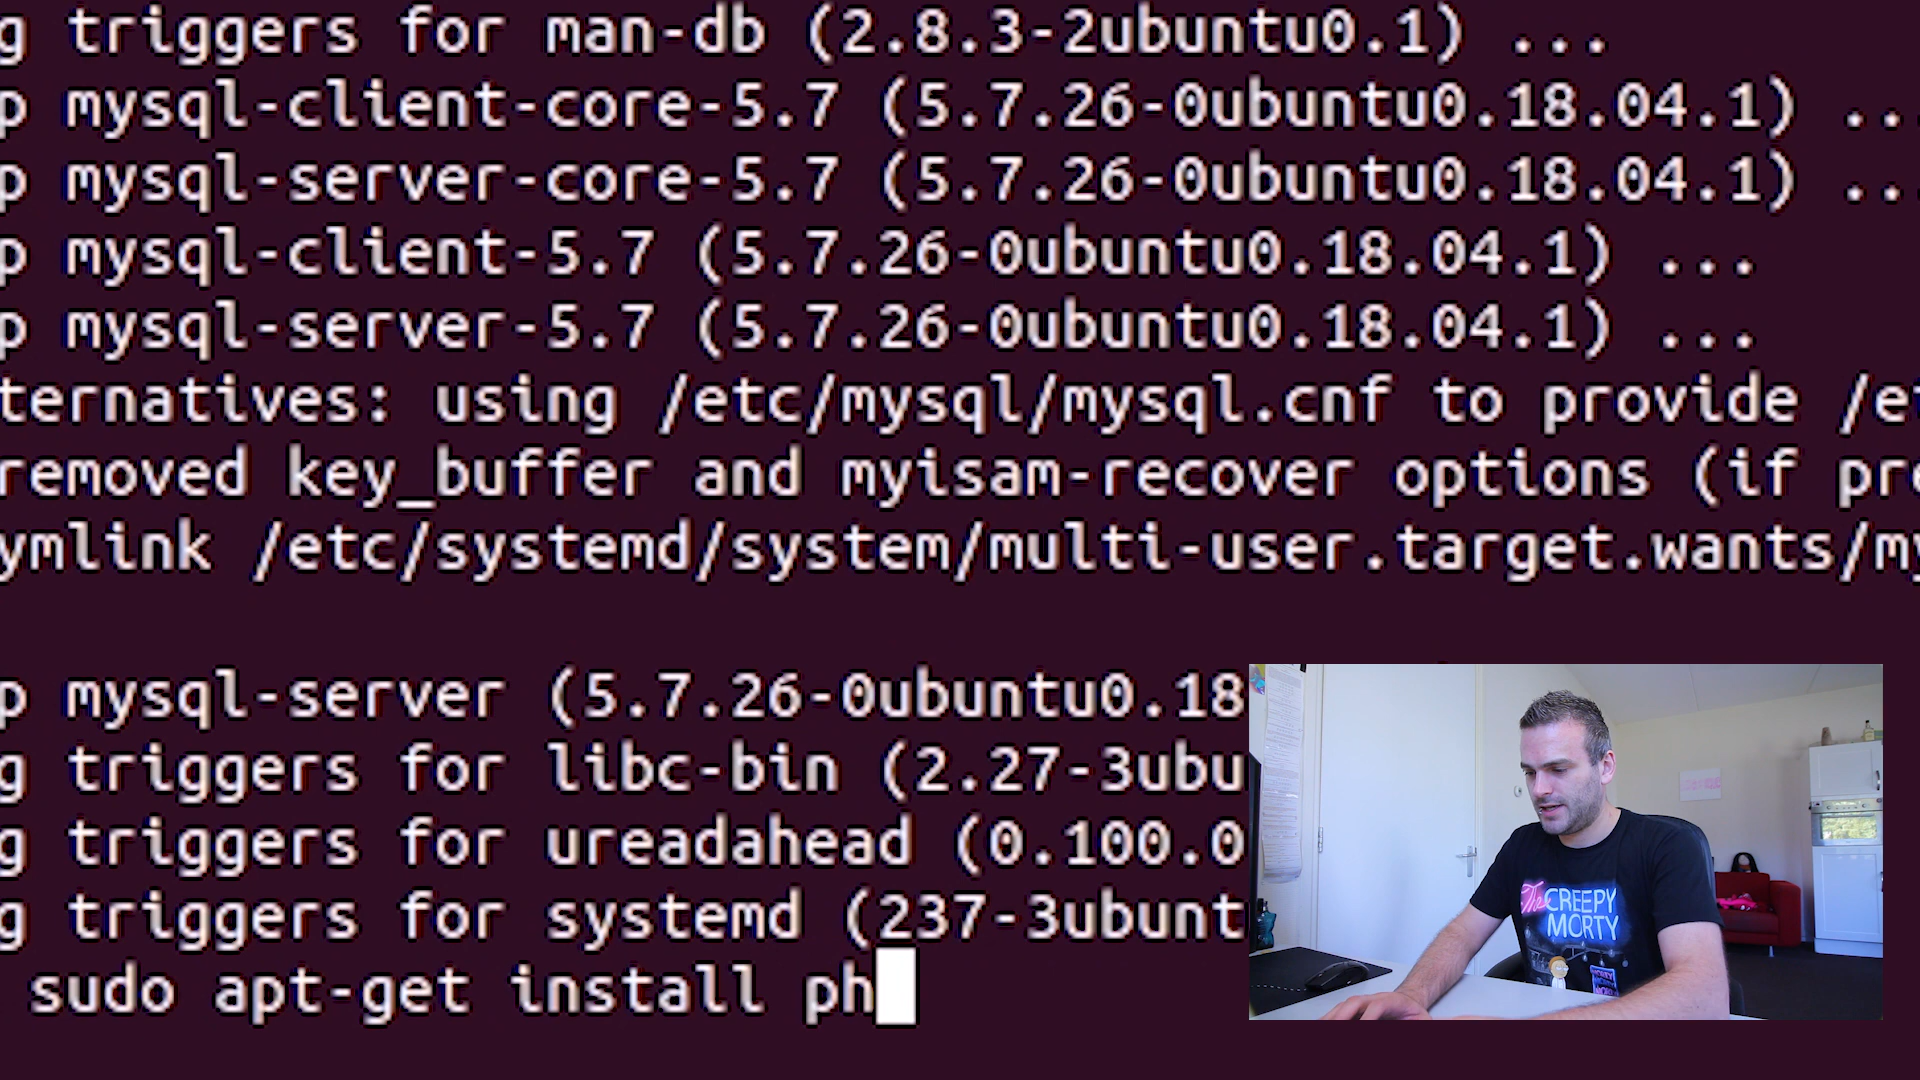 g triggers for man-db (2.8.3-2ubuntu0.1) ...
p mysql-client-core-5.7 (5.7.26-0ubuntu0.18.04.1) ..
p mysql-server-core-5.7 (5.7.26-0ubuntu0.18.04.1) ..
p mysql-client-5.7 (5.7.26-0ubuntu0.18.04.1) ...
p mysql-server-5.7 (5.7.26-0ubuntu0.18.04.1) ...
ternatives: using /etc/mysql/mysql.cnf to provide /et
removed key_buffer and myisam-recover options (if pre
ymlink /etc/systemd/system/multi-user.target.wants/my
p mysql-server (5.7.26-0ubuntu0.18
g triggers for libc-bin (2.27-3ubu
g triggers for ureadahead (0.100.0
g triggers for systemd (237-3ubunt
sudo apt-get install ph
The CREEPY
MORTY